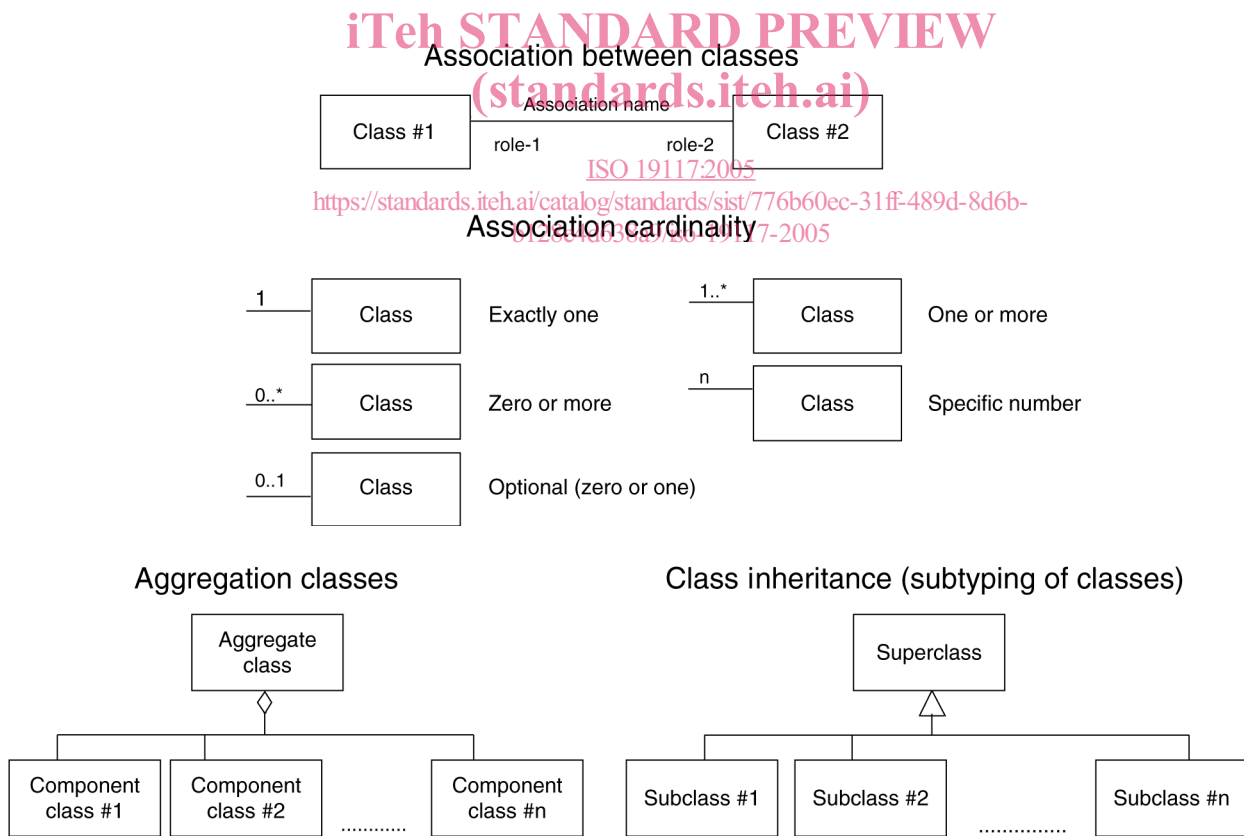 iTeh STANDARD PREVIEW
Association between classes
(standards.iteh.ai)
Association name
Class #1
Class #2
role-1
role-2
ISO 19117:2005
https://standards.iteh.ai/catalog/standards/sist/776b60ec-31ff-489d-8d6b-
Association cardinality
1
Class
Exactly one
1..*
Class
One or more
0..*
Class
Zero or more
n
Class
Specific number
0..1
Class
Optional (zero or one)
Aggregation classes
Class inheritance (subtyping of classes)
Aggregate
class
Superclass
Component
class #1
Component
class #2
............
Component
class #n
Subclass #1
Subclass #2
...............
Subclass #n